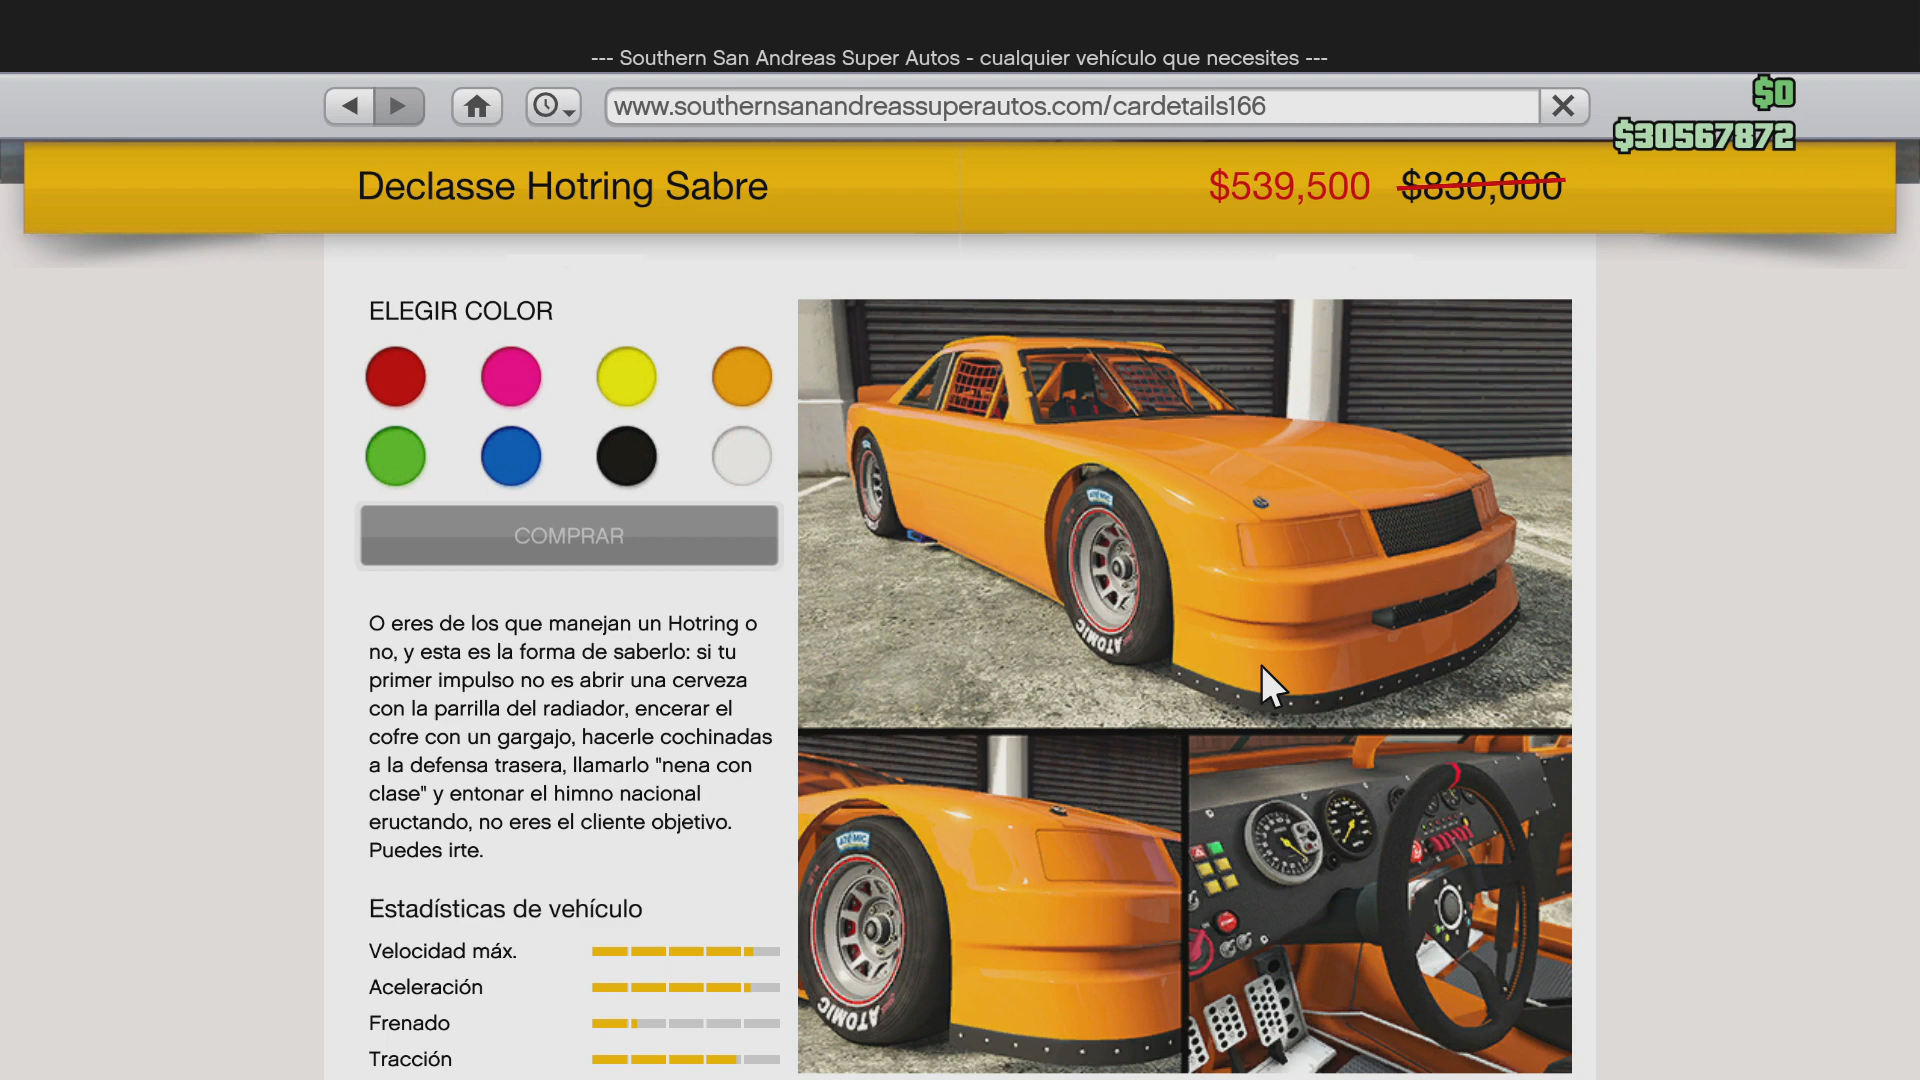 --- Southern San Andreas Super Autos - cualquier vehículo que necesites ---
www.southernsanandreassuperautos.com/cardetails166
$0
$30567872
Declasse Hotring Sabre
$539,500 $830,000
ELEGIR COLOR
COMPRAR
O eres de los que manejan un Hotring o
no, y esta es la forma de saberlo: si tu
primer impulso no es abrir una cerveza
con la parrilla del radiador, encerar el
cofre con un gargajo, hacerle cochinadas
a la defensa trasera, llamarlo "nena con
clase" y entonar el himno nacional
eructando, no eres el cliente objetivo.
Puedes irte.
Estadísticas de vehículo
Velocidad máx.
Aceleración
Frenado
Tracción
ATOMIC
ATOMIC
ATOMIC
ATOMIC